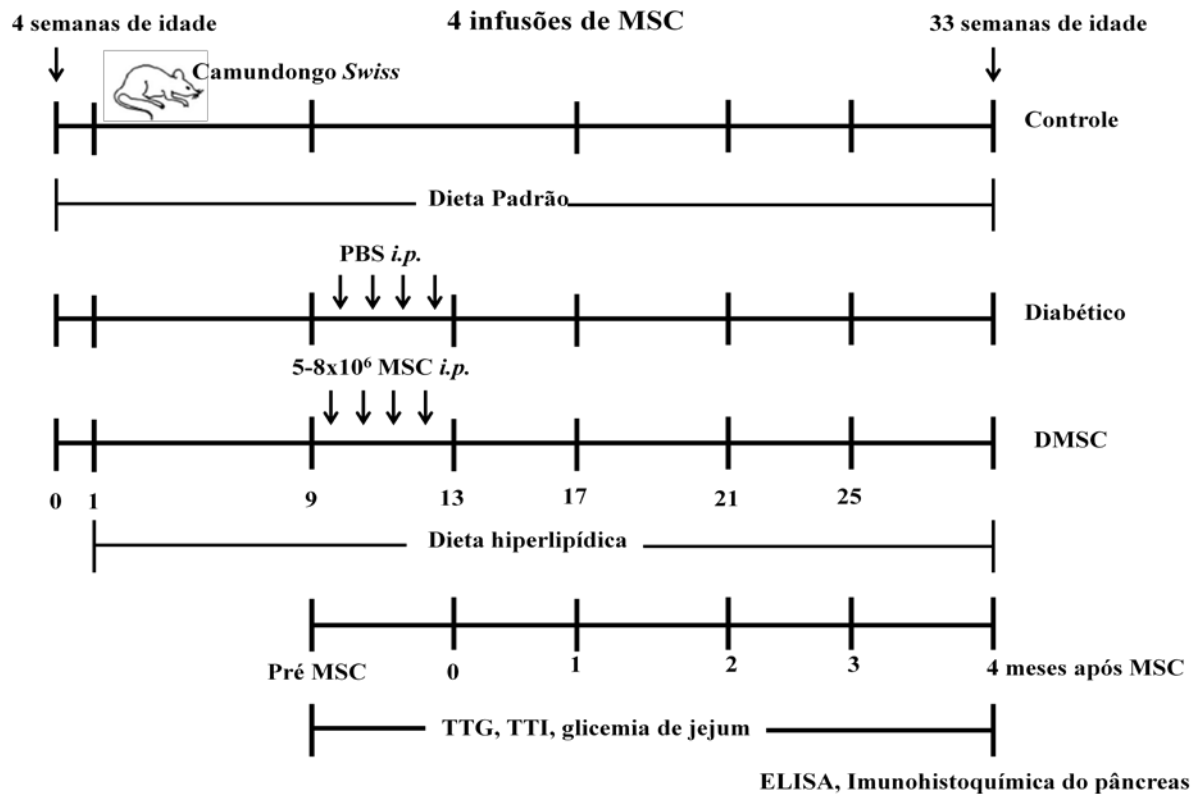 4 semanas de idade
4 infusões de MSC
33 semanas de idade
Camundongo Swiss
Controle
Dieta Padrão
PBS i.p.
Diabético
5-8x10⁶ MSC i.p.
DMSC
0 1 9 13 17 21 25
Dieta hiperlipídica
Pré MSC 0 1 2 3 4 meses após MSC
TTG, TTI, glicemia de jejum
ELISA, Imunohistoquímica do pâncreas